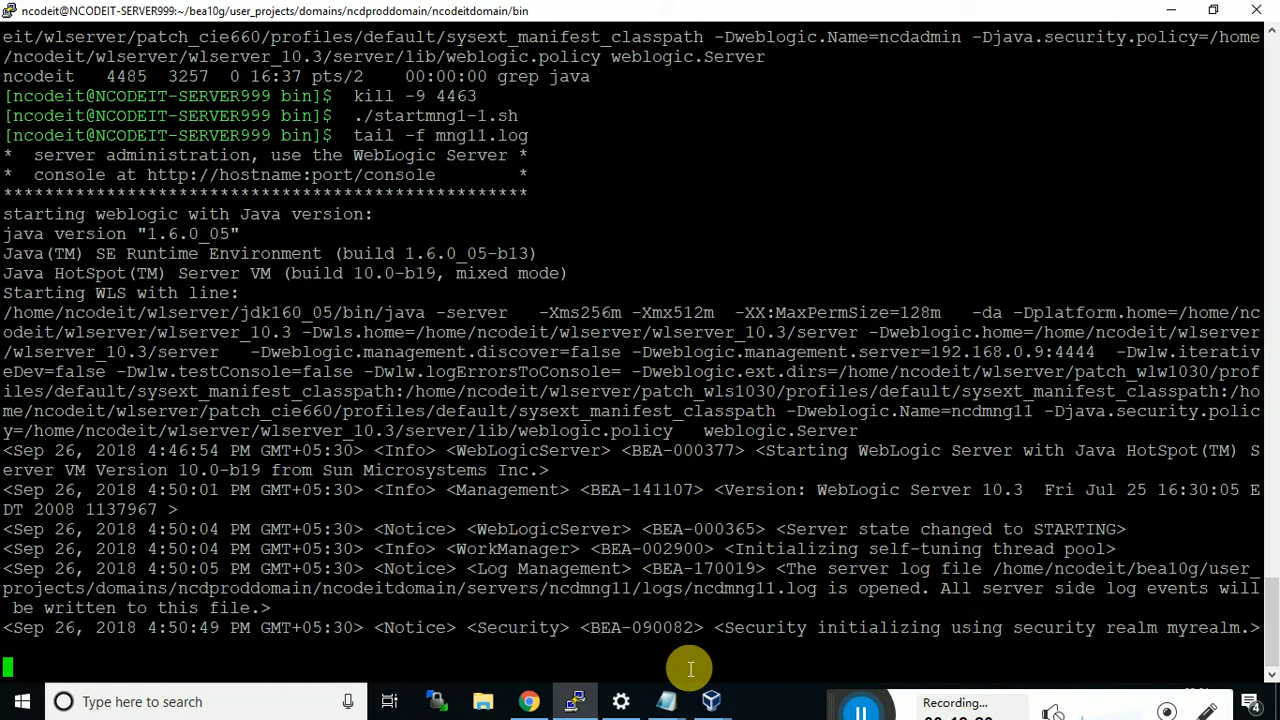 ncodeit@NCODEIT-SERVER999:~/bea10g/user_projects/domains/ncdproddomain/ncodeitdomain/bin
eit/wlserver/patch_cie660/profiles/default/sysext_manifest_classpath -Dweblogic.Name=ncdadmin -Djava.security.policy=/home
/ncodeit/wlserver/wlserver_10.3/server/lib/weblogic.policy weblogic.Server
ncodeit   4485  3257  0 16:37 pts/2    00:00:00 grep java
[ncodeit@NCODEIT-SERVER999 bin]$  kill -9 4463
[ncodeit@NCODEIT-SERVER999 bin]$  ./startmng1-1.sh
[ncodeit@NCODEIT-SERVER999 bin]$  tail -f mng11.log
*  server administration, use the WebLogic Server *
*  console at http://hostname:port/console        *
***************************************************
starting weblogic with Java version:
java version "1.6.0_05"
Java(TM) SE Runtime Environment (build 1.6.0_05-b13)
Java HotSpot(TM) Server VM (build 10.0-b19, mixed mode)
Starting WLS with line:
/home/ncodeit/wlserver/jdk160_05/bin/java -server   -Xms256m -Xmx512m  -XX:MaxPermSize=128m   -da -Dplatform.home=/home/nc
odeit/wlserver/wlserver_10.3 -Dwls.home=/home/ncodeit/wlserver/wlserver_10.3/server -Dweblogic.home=/home/ncodeit/wlserver
/wlserver_10.3/server   -Dweblogic.management.discover=false -Dweblogic.management.server=192.168.0.9:4444  -Dwlw.iterativ
eDev=false -Dwlw.testConsole=false -Dwlw.logErrorsToConsole= -Dweblogic.ext.dirs=/home/ncodeit/wlserver/patch_wlw1030/prof
iles/default/sysext_manifest_classpath:/home/ncodeit/wlserver/patch_wls1030/profiles/default/sysext_manifest_classpath:/ho
me/ncodeit/wlserver/patch_cie660/profiles/default/sysext_manifest_classpath -Dweblogic.Name=ncdmng11 -Djava.security.polic
y=/home/ncodeit/wlserver/wlserver_10.3/server/lib/weblogic.policy   weblogic.Server
<Sep 26, 2018 4:46:54 PM GMT+05:30> <Info> <WebLogicServer> <BEA-000377> <Starting WebLogic Server with Java HotSpot(TM) S
erver VM Version 10.0-b19 from Sun Microsystems Inc.>
<Sep 26, 2018 4:50:01 PM GMT+05:30> <Info> <Management> <BEA-141107> <Version: WebLogic Server 10.3  Fri Jul 25 16:30:05 E
DT 2008 1137967 >
<Sep 26, 2018 4:50:04 PM GMT+05:30> <Notice> <WebLogicServer> <BEA-000365> <Server state changed to STARTING>
<Sep 26, 2018 4:50:04 PM GMT+05:30> <Info> <WorkManager> <BEA-002900> <Initializing self-tuning thread pool>
<Sep 26, 2018 4:50:05 PM GMT+05:30> <Notice> <Log Management> <BEA-170019> <The server log file /home/ncodeit/bea10g/user_
projects/domains/ncdproddomain/ncodeitdomain/servers/ncdmng11/logs/ncdmng11.log is opened. All server side log events will
 be written to this file.>
<Sep 26, 2018 4:50:49 PM GMT+05:30> <Notice> <Security> <BEA-090082> <Security initializing using security realm myrealm.>
Type here to search
Recording...
4